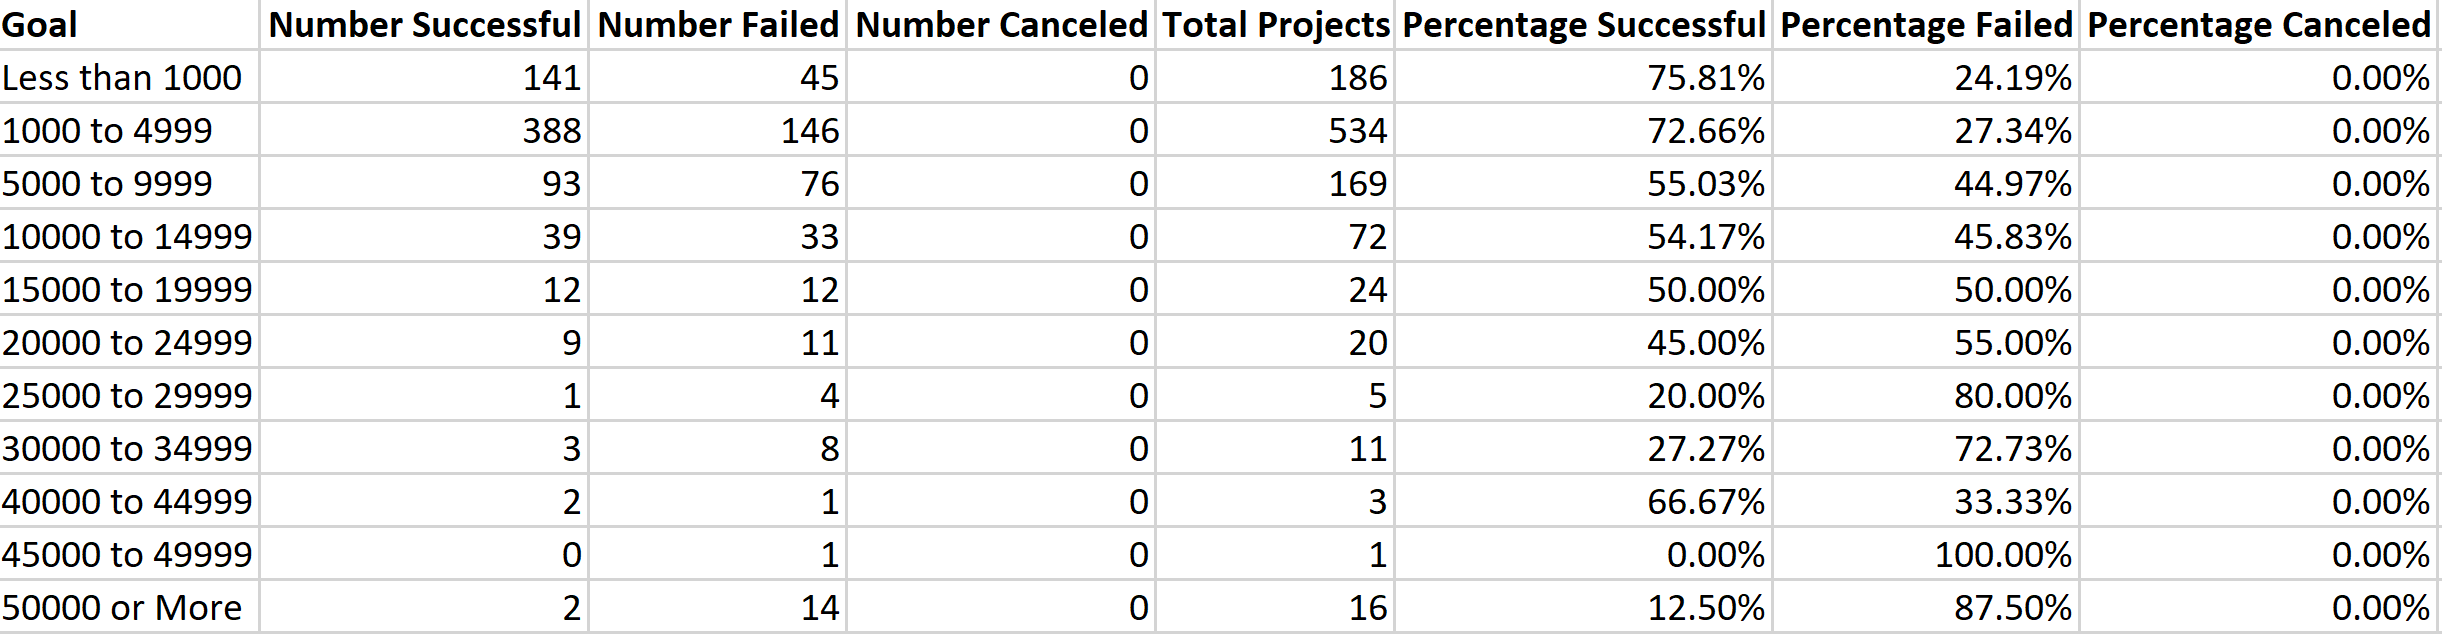 Goal Number Successful Number Failed Number Canceled Total Projects Percentage Successful Percentage Failed Percentage Canceled
Less than 1000 141 45 0 186 75.81% 24.19% 0.00%
1000 to 4999 388 146 0 534 72.66% 27.34% 0.00%
5000 to 9999 93 76 0 169 55.03% 44.97% 0.00%
10000 to 14999 39 33 0 72 54.17% 45.83% 0.00%
15000 to 19999 12 12 0 24 50.00% 50.00% 0.00%
20000 to 24999 9 11 0 20 45.00% 55.00% 0.00%
25000 to 29999 1 4 0 5 20.00% 80.00% 0.00%
30000 to 34999 3 8 0 11 27.27% 72.73% 0.00%
40000 to 44999 2 1 0 3 66.67% 33.33% 0.00%
45000 to 49999 0 1 0 1 0.00% 100.00% 0.00%
50000 or More 2 14 0 16 12.50% 87.50% 0.00%